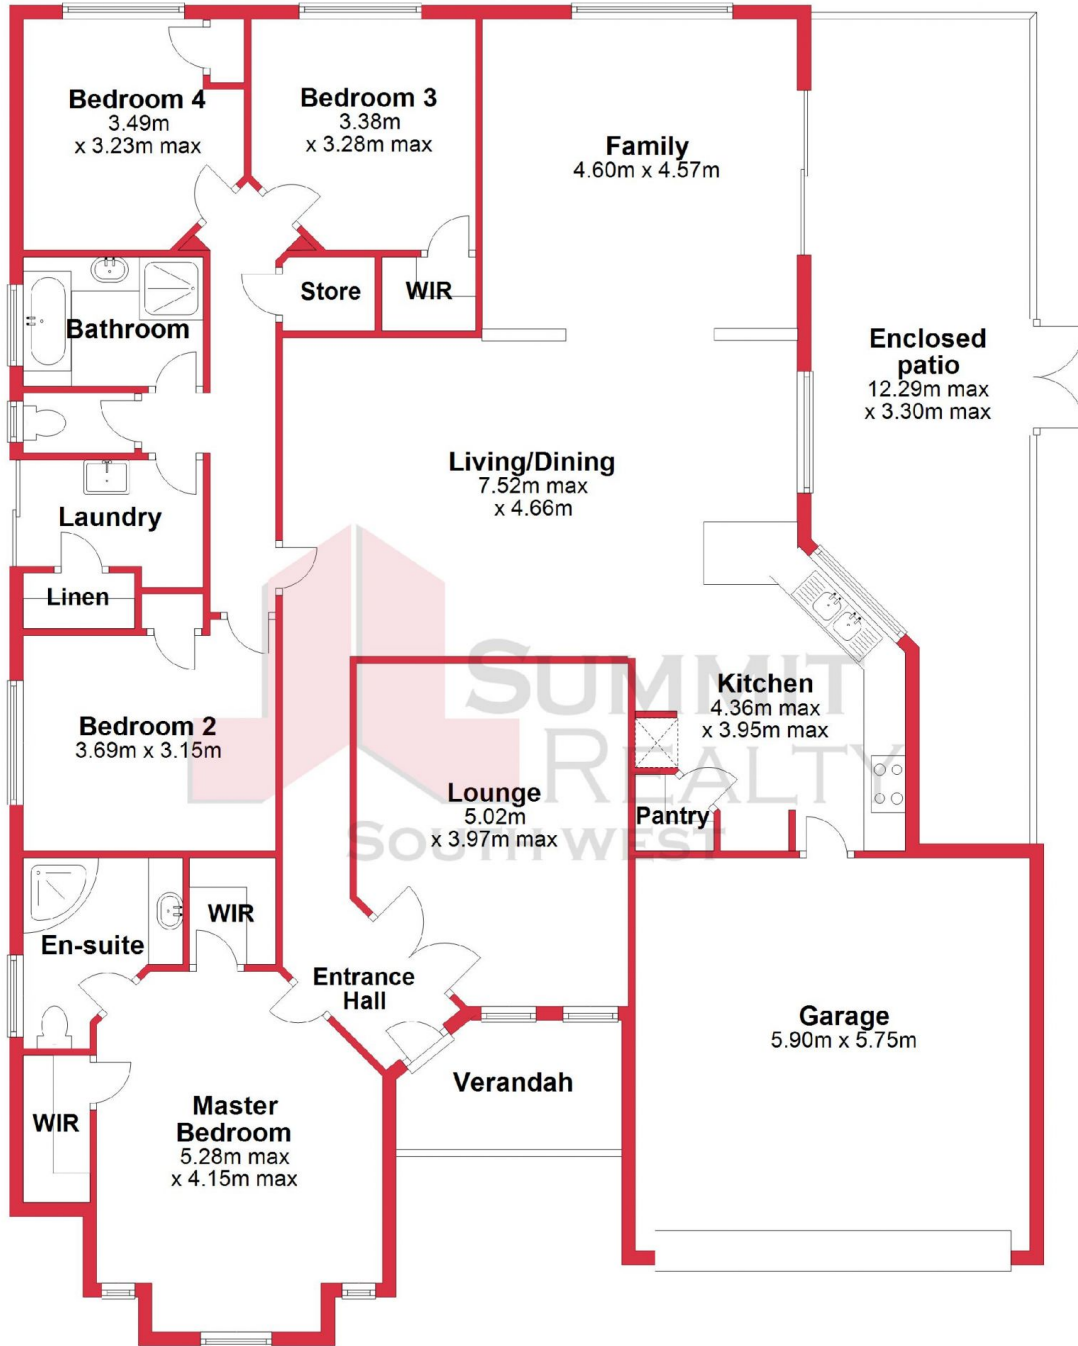 Bedroom 4
3.49m
x 3.23m max
Bedroom 3
3.38m
x 3.28m max
Family
4.60m x 4.57m
Store
WIR
Bathroom
Enclosed
patio
12.29m max
x 3.30m max
Living/Dining
7.52m max
x 4.66m
Laundry
Linen
Bedroom 2
3.69m x 3.15m
Kitchen
4.36m max
x 3.95m max
Lounge
5.02m
x 3.97m max
Pantry
SUMMIT
REALTY
SOUTH WEST
WIR
En-suite
Entrance
Hall
Garage
5.90m x 5.75m
Verandah
WIR
Master
Bedroom
5.28m max
x 4.15m max